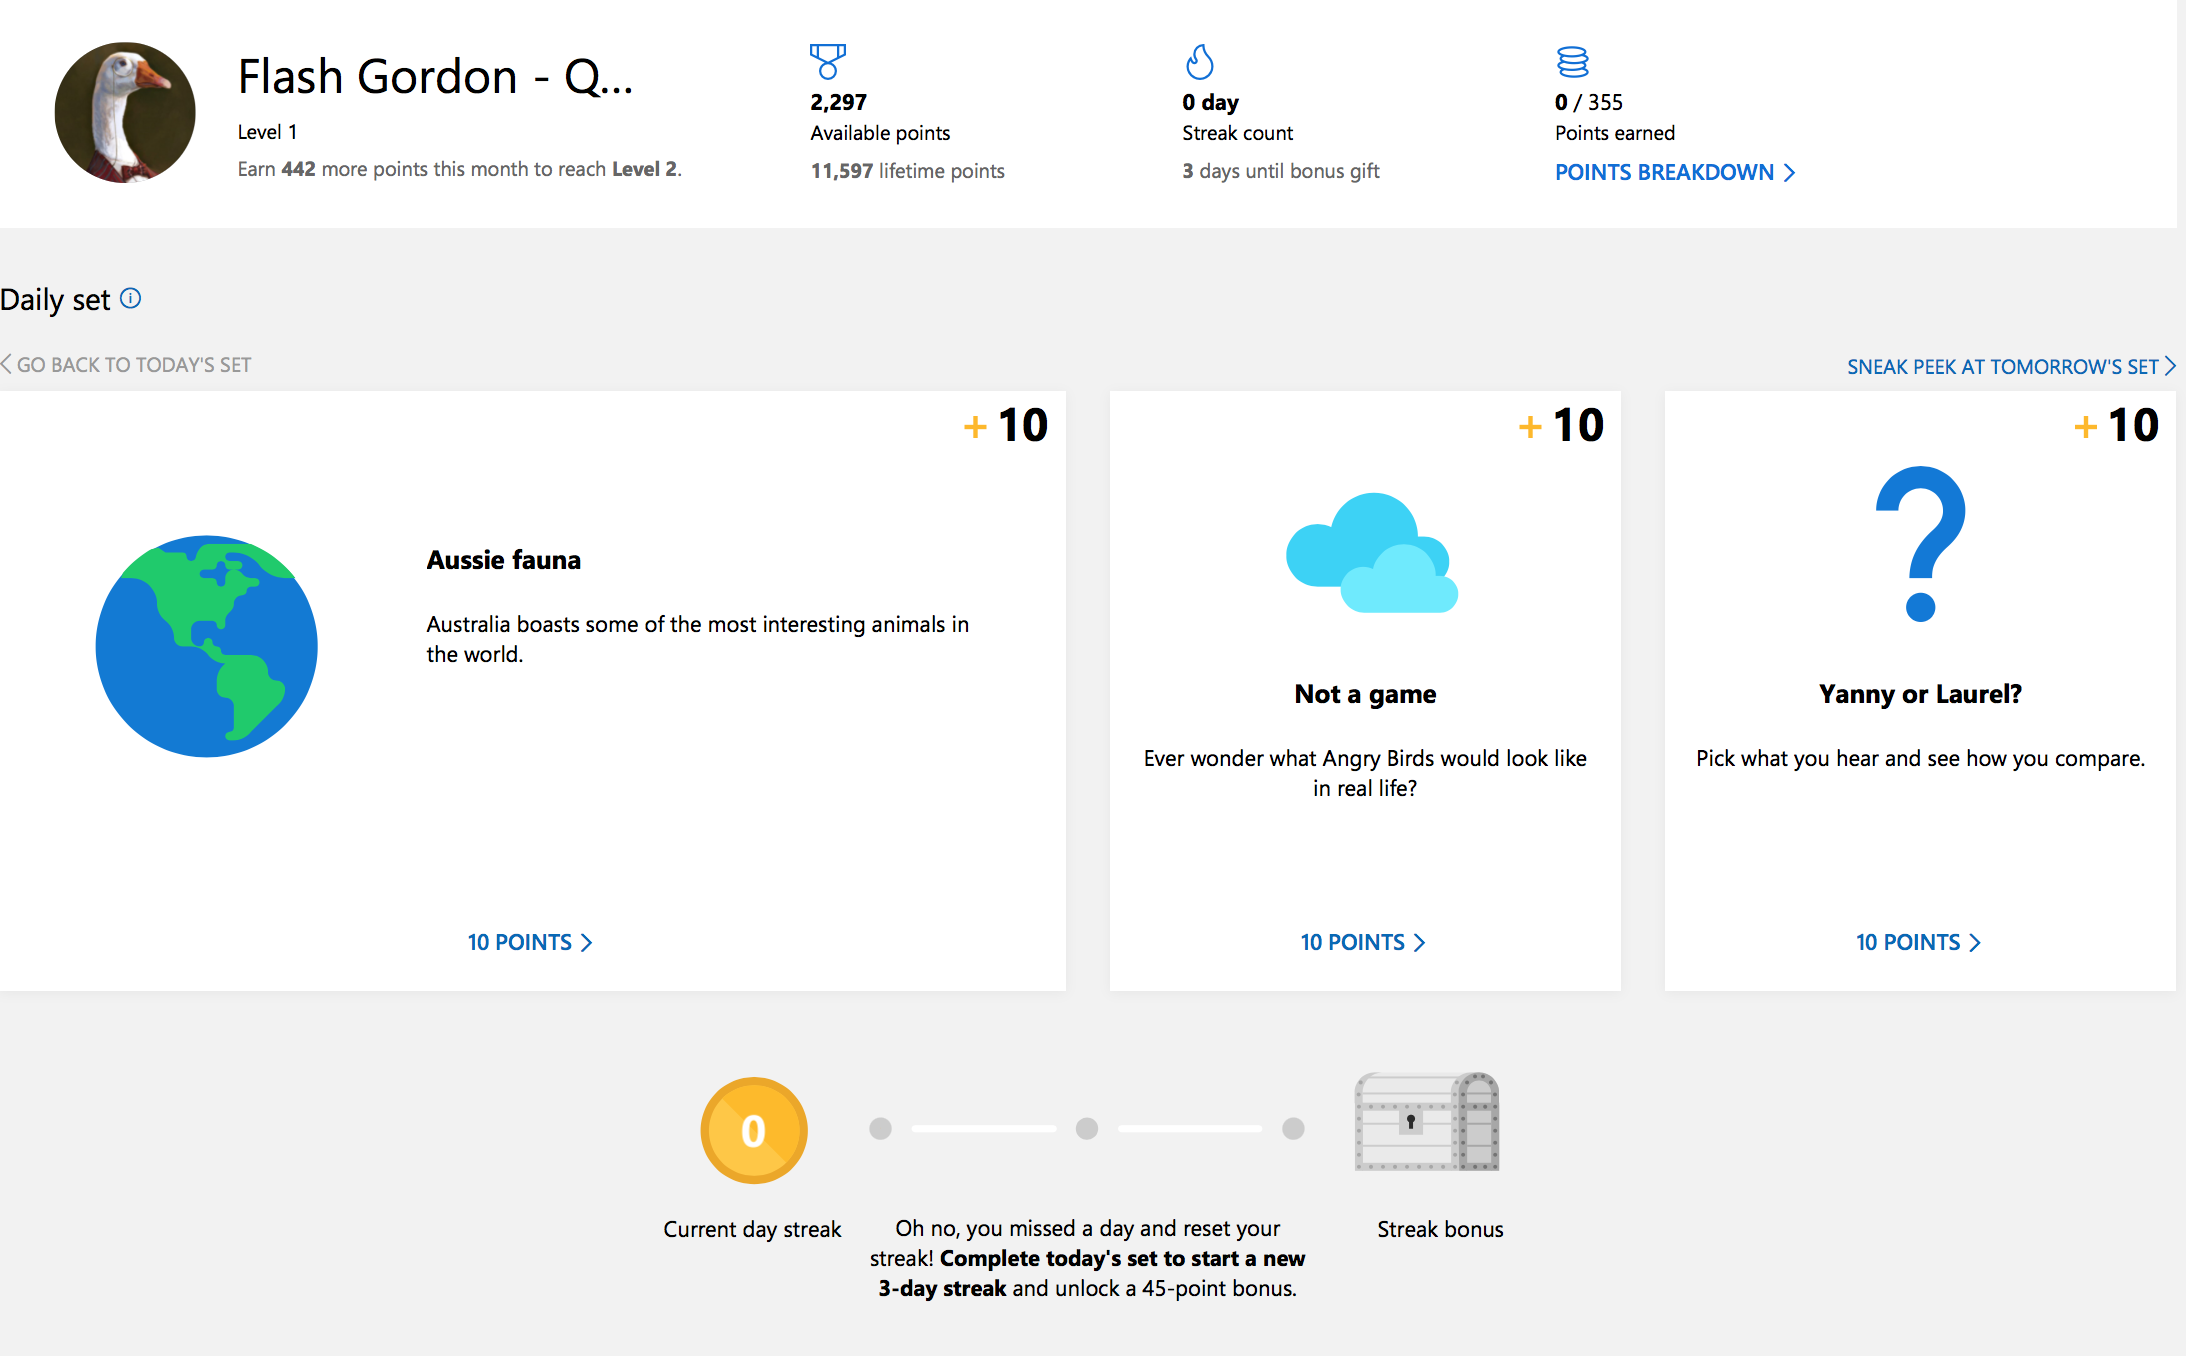 Flash Gordon - Q...
Level 1
Earn 442 more points this month to reach Level 2.
2,297
Available points
11,597 lifetime points
0 day
Streak count
3 days until bonus gift
0 / 355
Points earned
POINTS BREAKDOWN
Daily set
GO BACK TO TODAY'S SET
SNEAK PEEK AT TOMORROW'S SET
+ 10
Aussie fauna
Australia boasts some of the most interesting animals in
the world.
10 POINTS
+ 10
Not a game
Ever wonder what Angry Birds would look like
in real life?
10 POINTS
+ 10
Yanny or Laurel?
Pick what you hear and see how you compare.
10 POINTS
0
Current day streak
Oh no, you missed a day and reset your
streak! Complete today's set to start a new
3-day streak and unlock a 45-point bonus.
Streak bonus